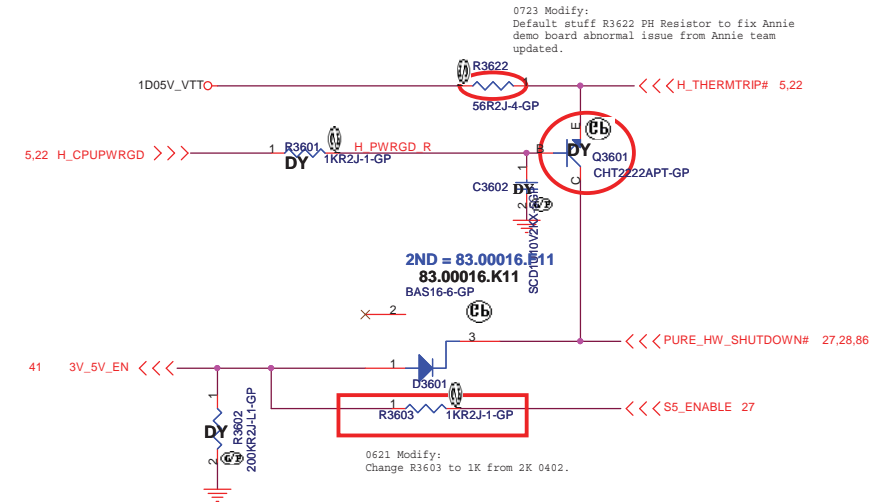 0723 Modify:
Default stuff R3622 PH Resistor to fix Annie
demo board abnormal issue from Annie team
updated.
R3622
1D05V_VTT
1
H_THERMTRIP# 5,22
56R2J-4-GP
E
5,22 H_CPUPWRGD
1
R3601
H_PWRGD_R
DY
1KR2J-1-GP
B
DY
Q3601
CHT2222APT-GP
C
1
C3602
DY
2
2ND = 83.00016.F11
83.00016.K11
BAS16-6-GP
2
3
PURE_HW_SHUTDOWN# 27,28,86
41 3V_5V_EN
1
D3601
1
R3603
1KR2J-1-GP
S5_ENABLE 27
1
DY
R3602
200KR2J-L1-GP
2
0621 Modify:
Change R3603 to 1K from 2K 0402.